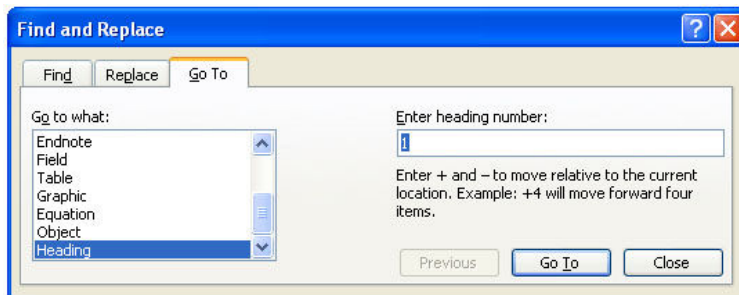 Find and Replace
Find
Replace
Go To
Go to what:
Endnote
Field
Table
Graphic
Equation
Object
Heading
Enter heading number:
1
Enter + and – to move relative to the current
location. Example: +4 will move forward four
items.
Previous
Go To
Close